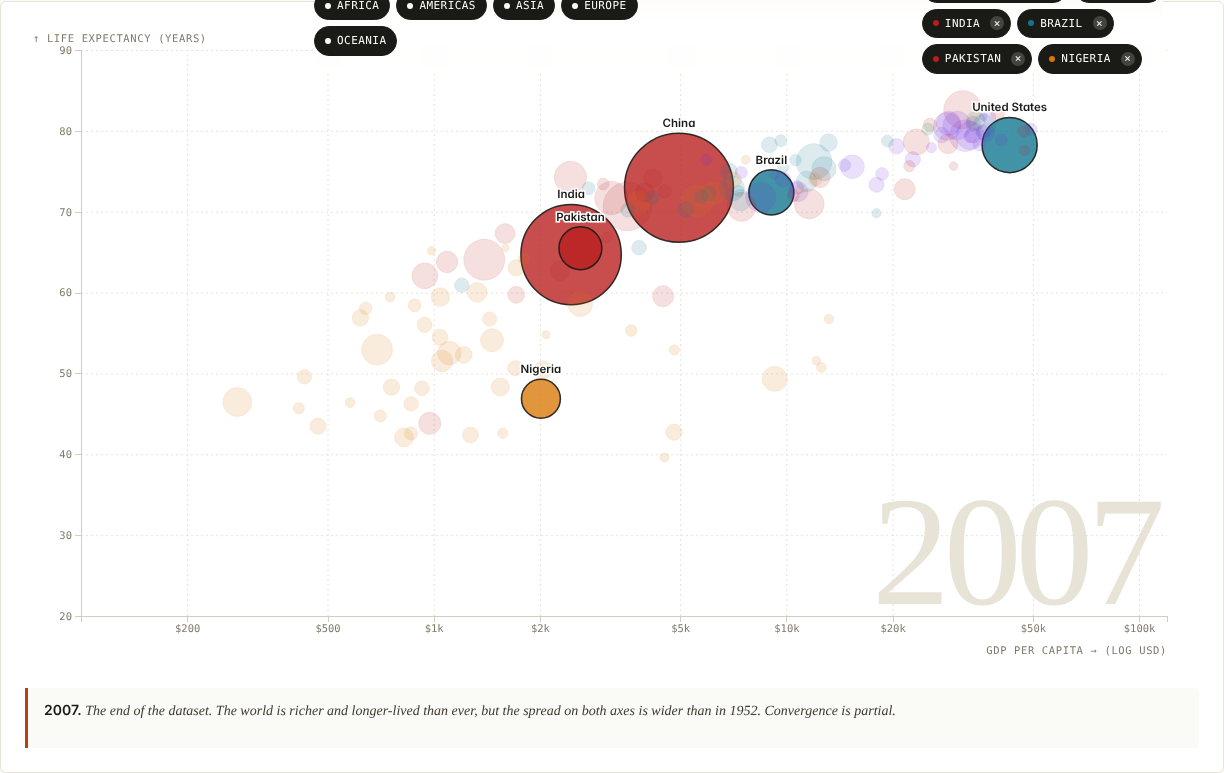 AFRICA AMERICAS ASIA EUROPE
OCEANIA
INDIA × BRAZIL ×
PAKISTAN × NIGERIA ×
↑ LIFE EXPECTANCY (YEARS)
90
80
70
60
50
40
30
20
United States
China
Brazil
India
Pakistan
Nigeria
2007
$200 $500 $1k $2k $5k $10k $20k $50k $100k
GDP PER CAPITA → (LOG USD)
2007. The end of the dataset. The world is richer and longer-lived than ever, but the spread on both axes is wider than in 1952. Convergence is partial.